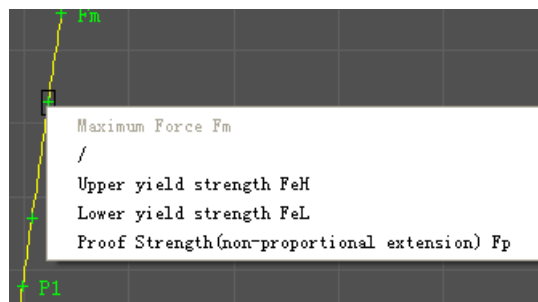 Fm
Maximum Force Fm
/
Upper yield strength FeH
Lower yield strength FeL
Proof Strength(non-proportional extension) Fp
P1